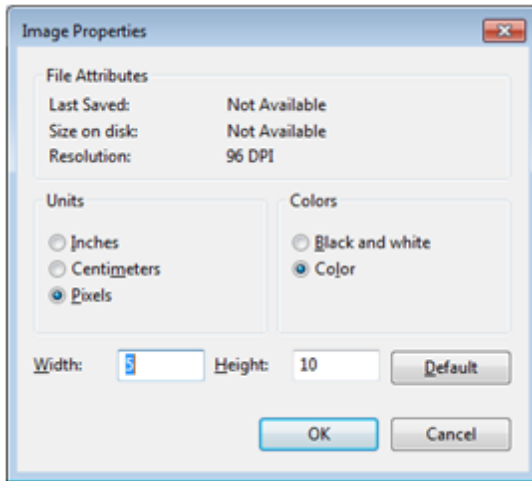 Image Properties
File Attributes
Last Saved: Not Available
Size on disk: Not Available
Resolution: 96 DPI
Units Colors
Inches Black and white
Centimeters Color
Pixels
Width: 5 Height: 10 Default
OK Cancel